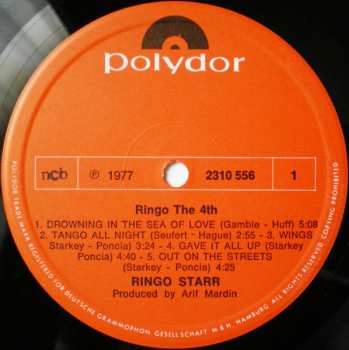 polydor
ncb
℗ 1977
2310 556
1
Ringo The 4th
1. DROWNING IN THE SEA OF LOVE (Gamble - Huff) 5:08
2. TANGO ALL NIGHT (Seufert - Hague) 2:55 - 3. WINGS
(Starkey - Poncia) 3:24 - 4. GAVE IT ALL UP (Starkey
Poncia) 4:40 - 5. OUT ON THE STREETS
(Starkey - Poncia) 4:25
RINGO STARR
Produced by Arif Mardin
POLYDOR TRADE MARK REGISTERED FOR DEUTSCHE GRAMMOPHON GESELLSCHAFT M B H, HAMBURG. ALL RIGHTS
COPYING PROHIBITED